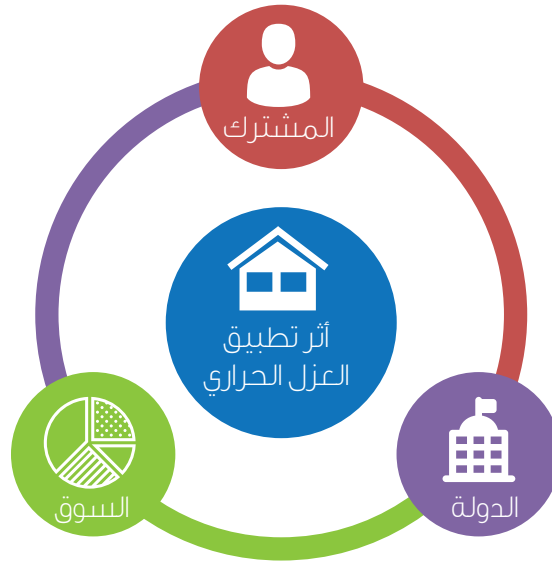 المشترك
أثر تطبيق
العزل الحراري
الدولة
السوق